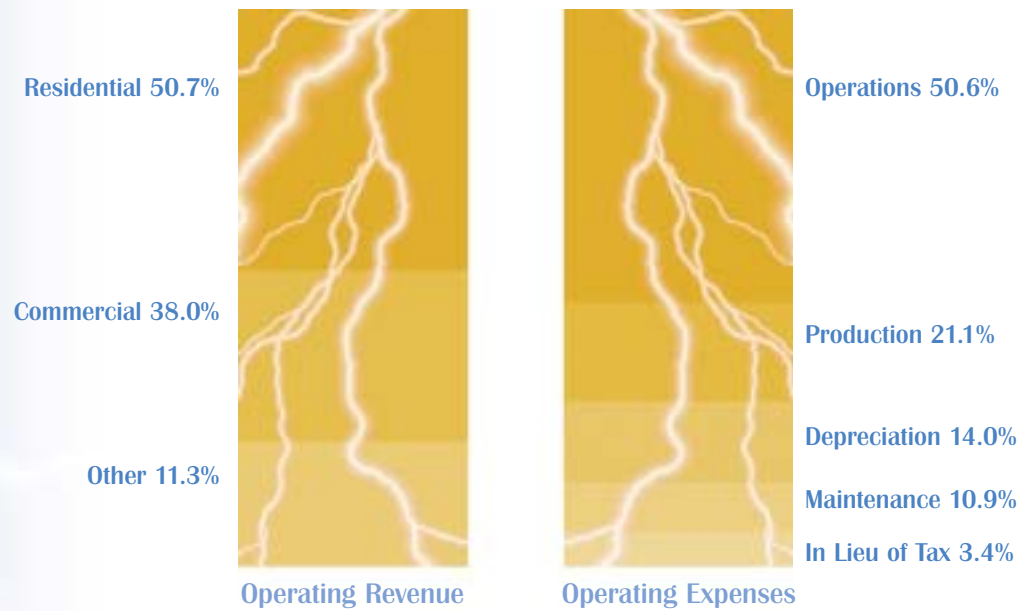 Residential 50.7%
Commercial 38.0%
Other 11.3%
Operating Revenue
Operations 50.6%
Production 21.1%
Depreciation 14.0%
Maintenance 10.9%
In Lieu of Tax 3.4%
Operating Expenses